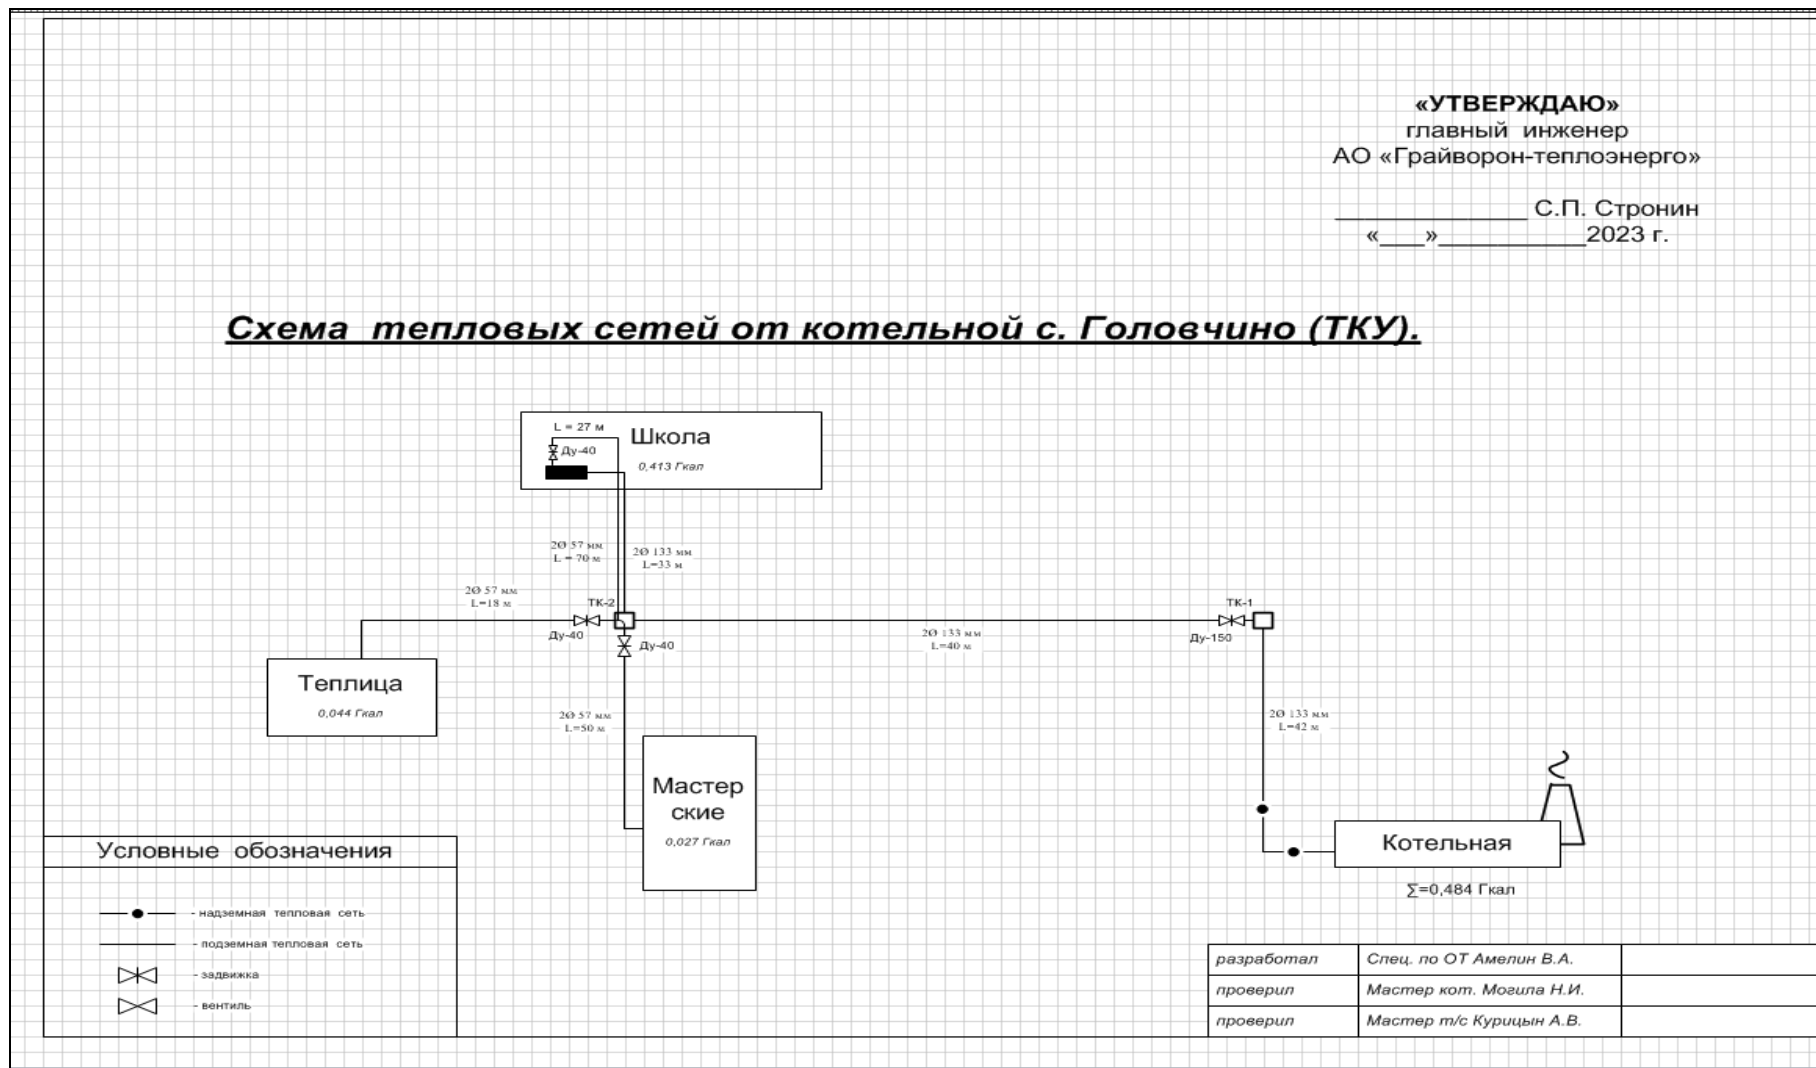 «УТВЕРЖДАЮ»
главный инженер
АО «Грайворон-теплоэнерго»
_______________ С.П. Стронин
«____»____________2023 г.
Схема тепловых сетей от котельной с. Головчино (ТКУ).
L = 27 м
Школа
Ду-40
0,413 Гкал
2Ø 57 мм
L = 70 м
2Ø 133 мм
L=33 м
2Ø 57 мм
L=18 м
ТК-2
ТК-1
Ду-40
Ду-40
2Ø 133 мм
L=40 м
Ду-150
Теплица
0,044 Гкал
2Ø 57 мм
L=50 м
2Ø 133 мм
L=42 м
Мастер
ские
0,027 Гкал
Котельная
∑=0,484 Гкал
Условные обозначения
- надземная тепловая сеть
- подземная тепловая сеть
- задвижка
- вентиль
разработал Спец. по ОТ Амелин В.А.
проверил Мастер кот. Могила Н.И.
проверил Мастер т/с Курицын А.В.